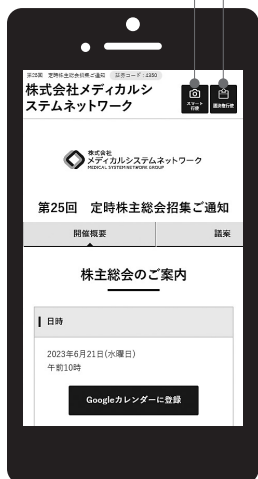 第25回 定時株主総会招集ご通知 証券コード：4350
株式会社メディカルシ
ステムネットワーク
スマート
行使
議決権行使
株式会社
メディカルシステムネットワーク
MEDICAL SYSTEM NETWORK GROUP
第25回 定時株主総会招集ご通知
開催概要 議案
株主総会のご案内
日時
2023年6月21日(水曜日)
午前10時
Googleカレンダーに登録